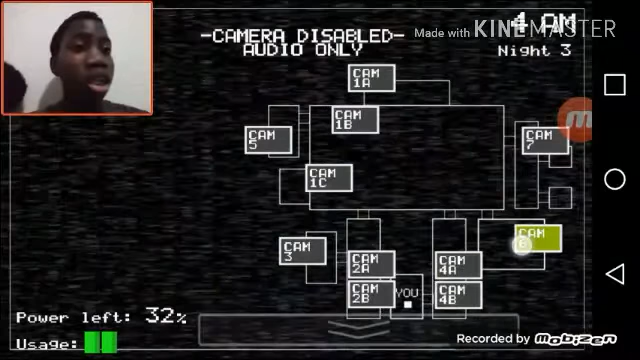 -CAMERA DISABLED-
AUDIO ONLY
4 AM
Made with KINEMASTER
Night 3
CAM
1A
CAM
1B
CAM
5
CAM
7
CAM
1C
CAM
6
CAM
3
CAM
2A
CAM
4A
CAM
2B
YOU
CAM
4B
Power left: 32%
Usage:
Recorded by mobizen